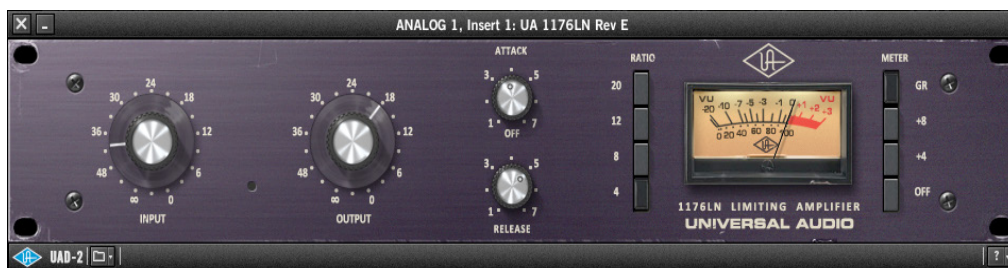 X - ANALOG 1, Insert 1: UA 1176LN Rev E
ATTACK
3 5
1 7
OFF
RATIO
20
12
8
4
METER
GR
+8
+4
OFF
24
30 18
36 12
48 6
∞ 0
INPUT
24
30 18
36 12
48 6
∞ 0
OUTPUT
3 5
1 7
RELEASE
UA
VU VU
-20 -10 -7 -5 -3 -1 0 +1 +2 +3
0 20 40 60 80 100
UA
1176LN LIMITING AMPLIFIER
UNIVERSAL AUDIO
UA UAD-2 ?